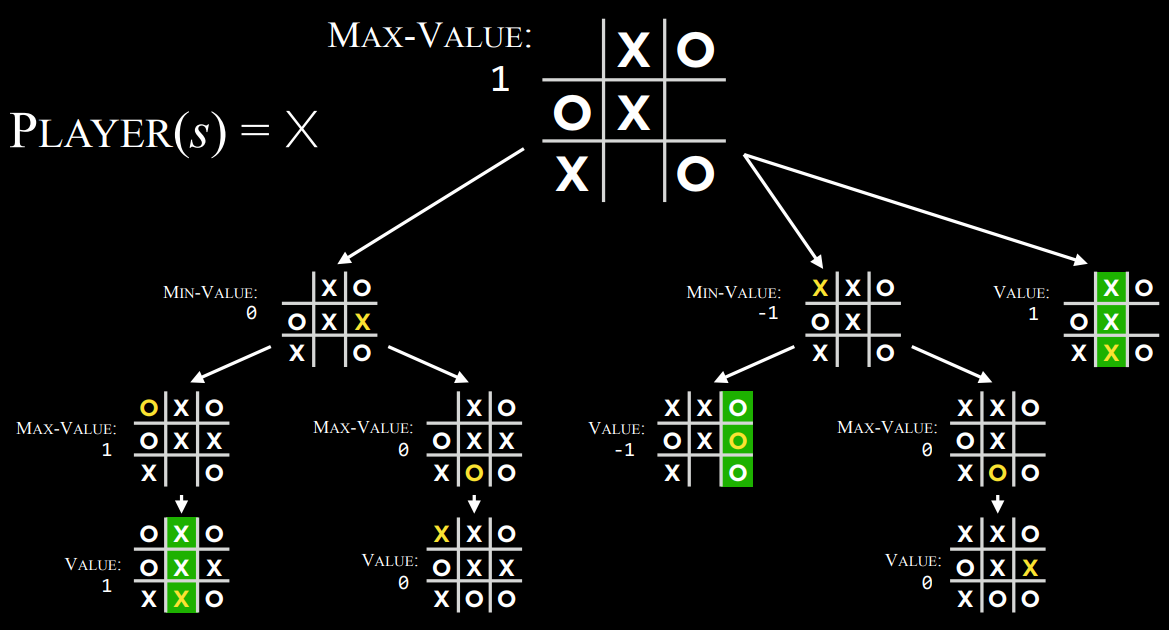 MAX-VALUE:
1
X O
O X
X O
PLAYER(s) = X
MIN-VALUE:
0
X O
O X X
X O
MIN-VALUE:
-1
X X O
O X
X O
VALUE:
1
X O
O X
X X O
MAX-VALUE:
1
O X O
O X X
X O
MAX-VALUE:
0
X O
O X X
X O O
VALUE:
-1
X X O
O X O
X O
MAX-VALUE:
0
X X O
O X
X O O
VALUE:
1
O X O
O X X
X X O
VALUE:
0
X X O
O X X
X O O
VALUE:
0
X X O
O X X
X O O